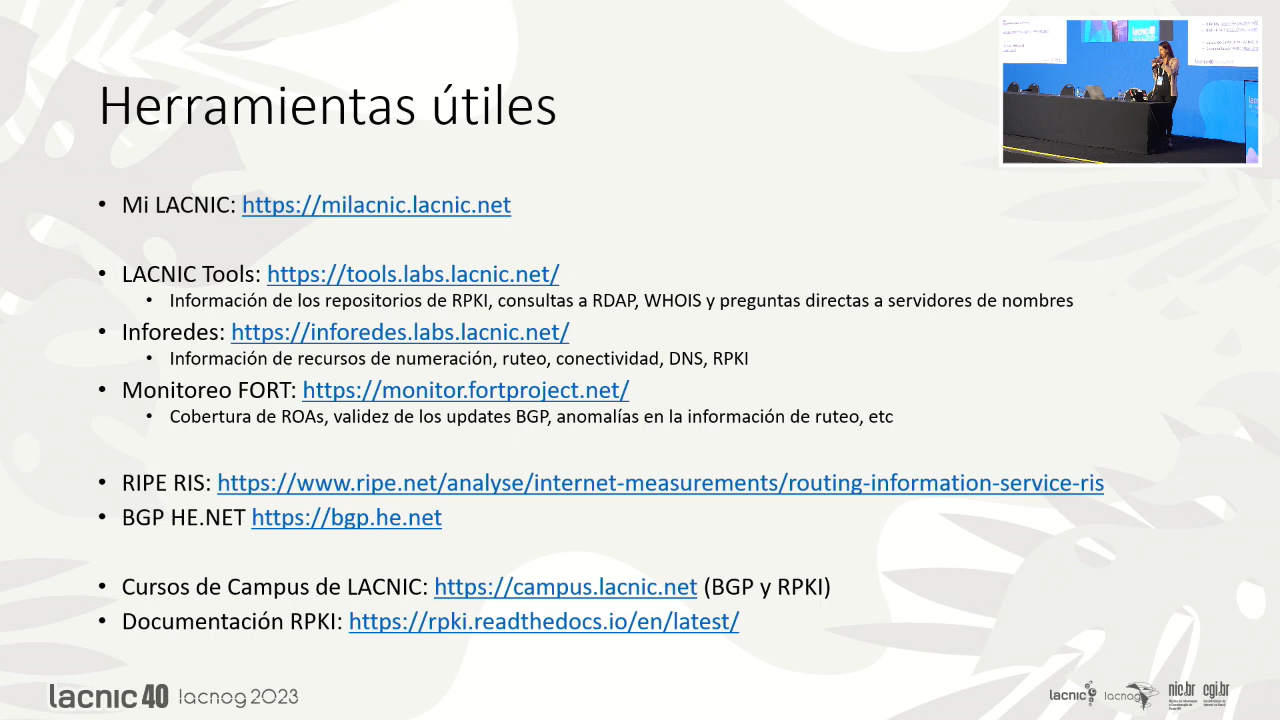 Herramientas útiles
• Mi LACNIC: https://milacnic.lacnic.net
• LACNIC Tools: https://tools.labs.lacnic.net/
• Información de los repositorios de RPKI, consultas a RDAP, WHOIS y preguntas directas a servidores de nombres
• Inforedes: https://inforedes.labs.lacnic.net/
• Información de recursos de numeración, ruteo, conectividad, DNS, RPKI
• Monitoreo FORT: https://monitor.fortproject.net/
• Cobertura de ROAs, validez de los updates BGP, anomalías en la información de ruteo, etc
• RIPE RIS: https://www.ripe.net/analyse/internet-measurements/routing-information-service-ris
• BGP HE.NET https://bgp.he.net
• Cursos de Campus de LACNIC: https://campus.lacnic.net (BGP y RPKI)
• Documentación RPKI: https://rpki.readthedocs.io/en/latest/
lacnic 40 lacnog 2023
lacnic lacnog nic.br cgi.br